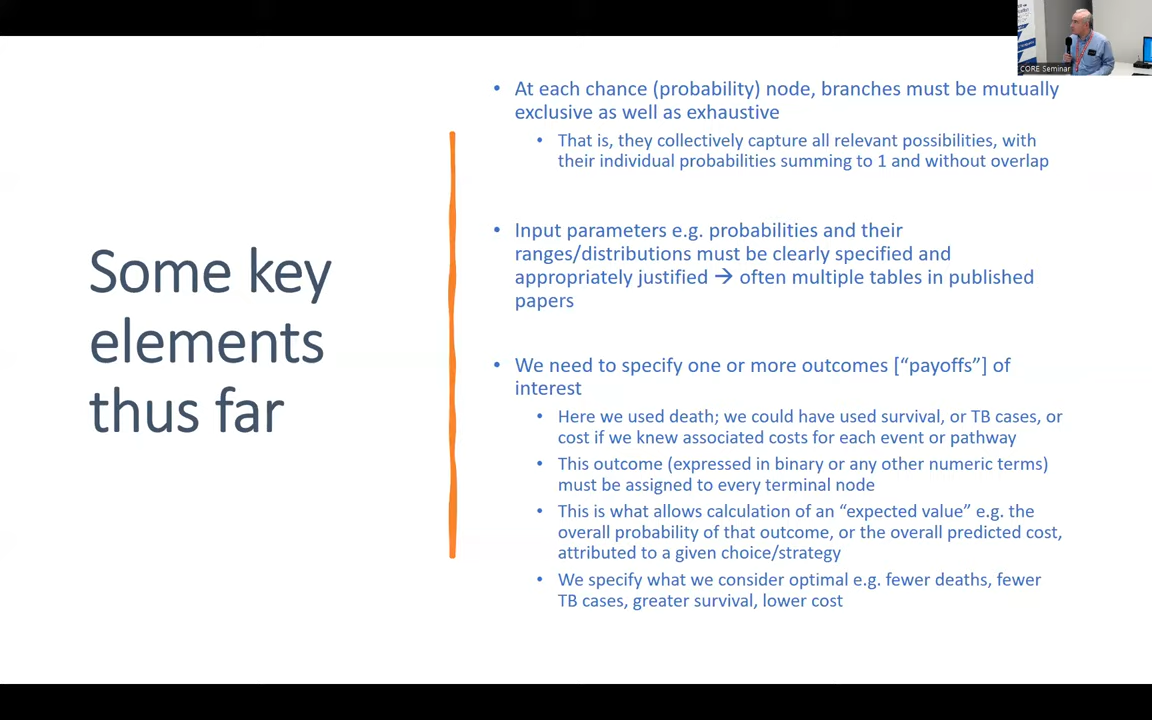 CORE Seminar
Some key
elements
thus far
• At each chance (probability) node, branches must be mutually
exclusive as well as exhaustive
• That is, they collectively capture all relevant possibilities, with
their individual probabilities summing to 1 and without overlap
• Input parameters e.g. probabilities and their
ranges/distributions must be clearly specified and
appropriately justified → often multiple tables in published
papers
• We need to specify one or more outcomes [“payoffs”] of
interest
• Here we used death; we could have used survival, or TB cases, or
cost if we knew associated costs for each event or pathway
• This outcome (expressed in binary or any other numeric terms)
must be assigned to every terminal node
• This is what allows calculation of an “expected value” e.g. the
overall probability of that outcome, or the overall predicted cost,
attributed to a given choice/strategy
• We specify what we consider optimal e.g. fewer deaths, fewer
TB cases, greater survival, lower cost